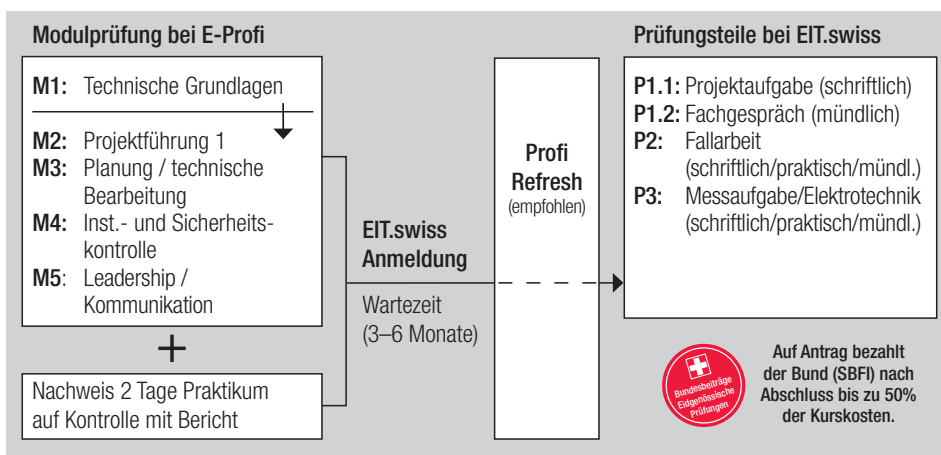 Modulprüfung bei E-Profi
M1: Technische Grundlagen
M2: Projektführung 1
M3: Planung / technische
Bearbeitung
M4: Inst.- und Sicherheits-
kontrolle
M5: Leadership /
Kommunikation
+
Nachweis 2 Tage Praktikum
auf Kontrolle mit Bericht
EIT.swiss
Anmeldung
Wartezeit
(3–6 Monate)
Profi
Refresh
(empfohlen)
Prüfungsteile bei EIT.swiss
P1.1: Projektaufgabe (schriftlich)
P1.2: Fachgespräch (mündlich)
P2: Fallarbeit
(schriftlich/praktisch/mündl.)
P3: Messaufgabe/Elektrotechnik
(schriftlich/praktisch/mündl.)
Bundesbeiträge
Eidgenössische
Prüfungen
Auf Antrag bezahlt
der Bund (SBFI) nach
Abschluss bis zu 50%
der Kurskosten.